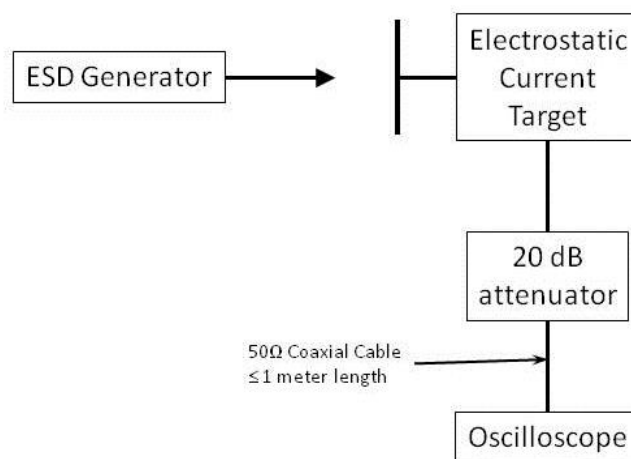 ESD Generator
Electrostatic
Current
Target
20 dB
attenuator
50Ω Coaxial Cable
≤1 meter length
Oscilloscope